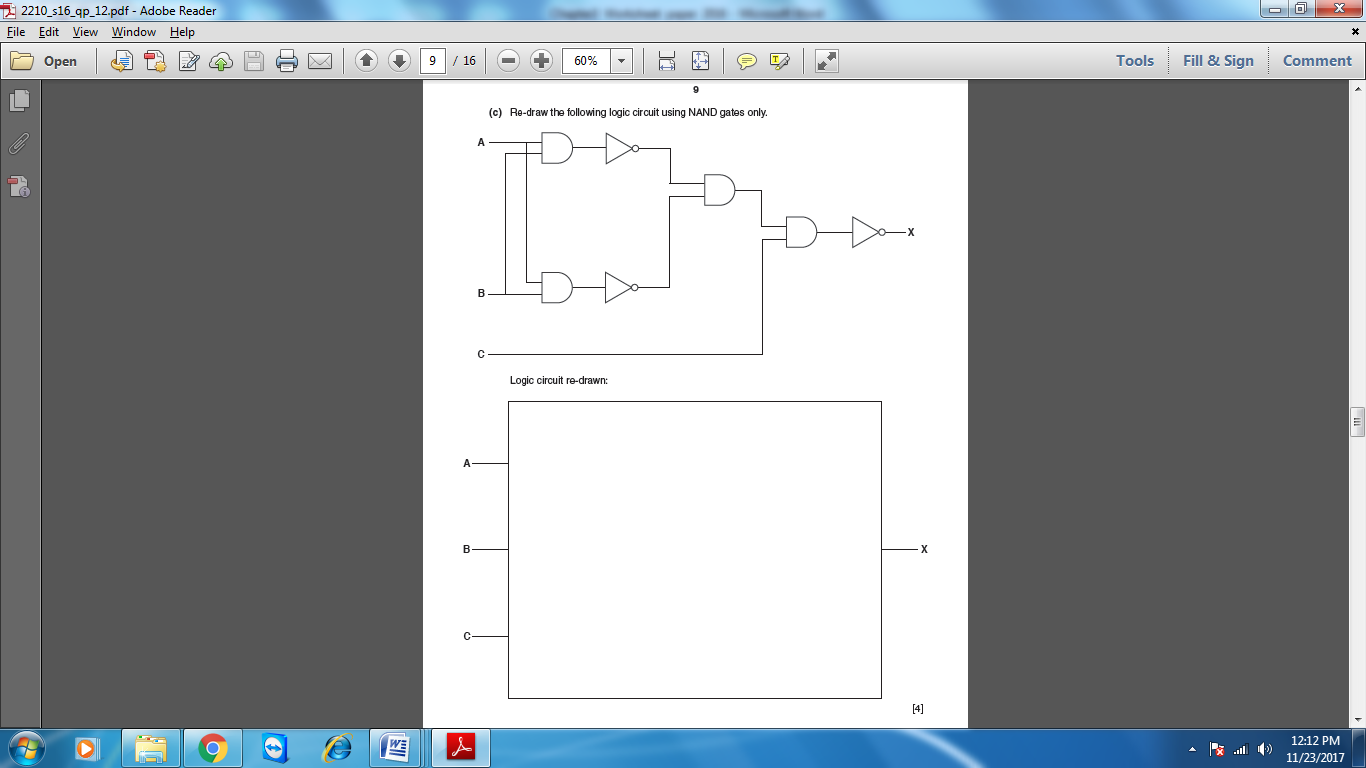 2210_s16_qp_12.pdf - Adobe Reader
File Edit View Window Help
Open
9 / 16
60%
Tools Fill & Sign Comment
9
(c) Re-draw the following logic circuit using NAND gates only.
A
X
B
C
Logic circuit re-drawn:
A
B X
C
[4]
12:12 PM
11/23/2017